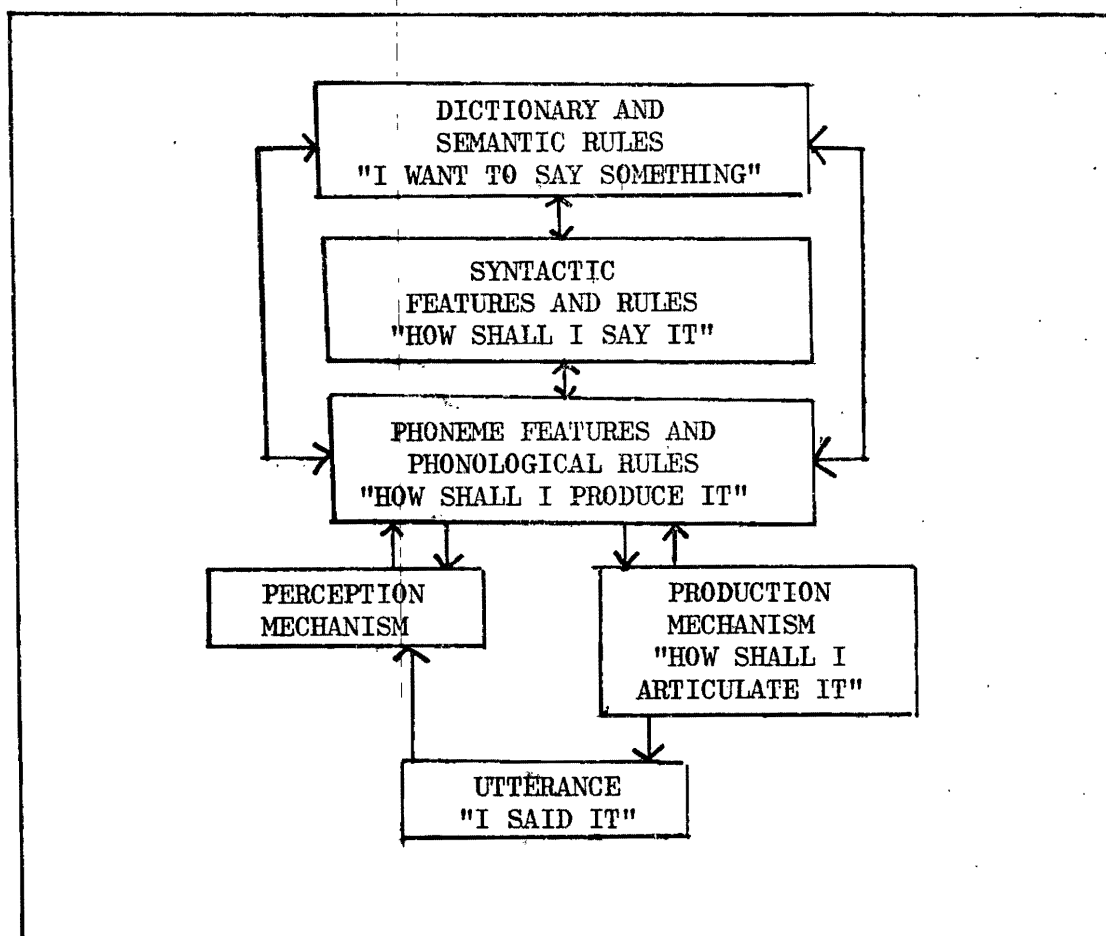 DICTIONARY AND
SEMANTIC RULES
"I WANT TO SAY SOMETHING"
SYNTACTIC
FEATURES AND RULES
"HOW SHALL I SAY IT"
PHONEME FEATURES AND
PHONOLOGICAL RULES
"HOW SHALL I PRODUCE IT"
PERCEPTION
MECHANISM
PRODUCTION
MECHANISM
"HOW SHALL I
ARTICULATE IT"
UTTERANCE
"I SAID IT"